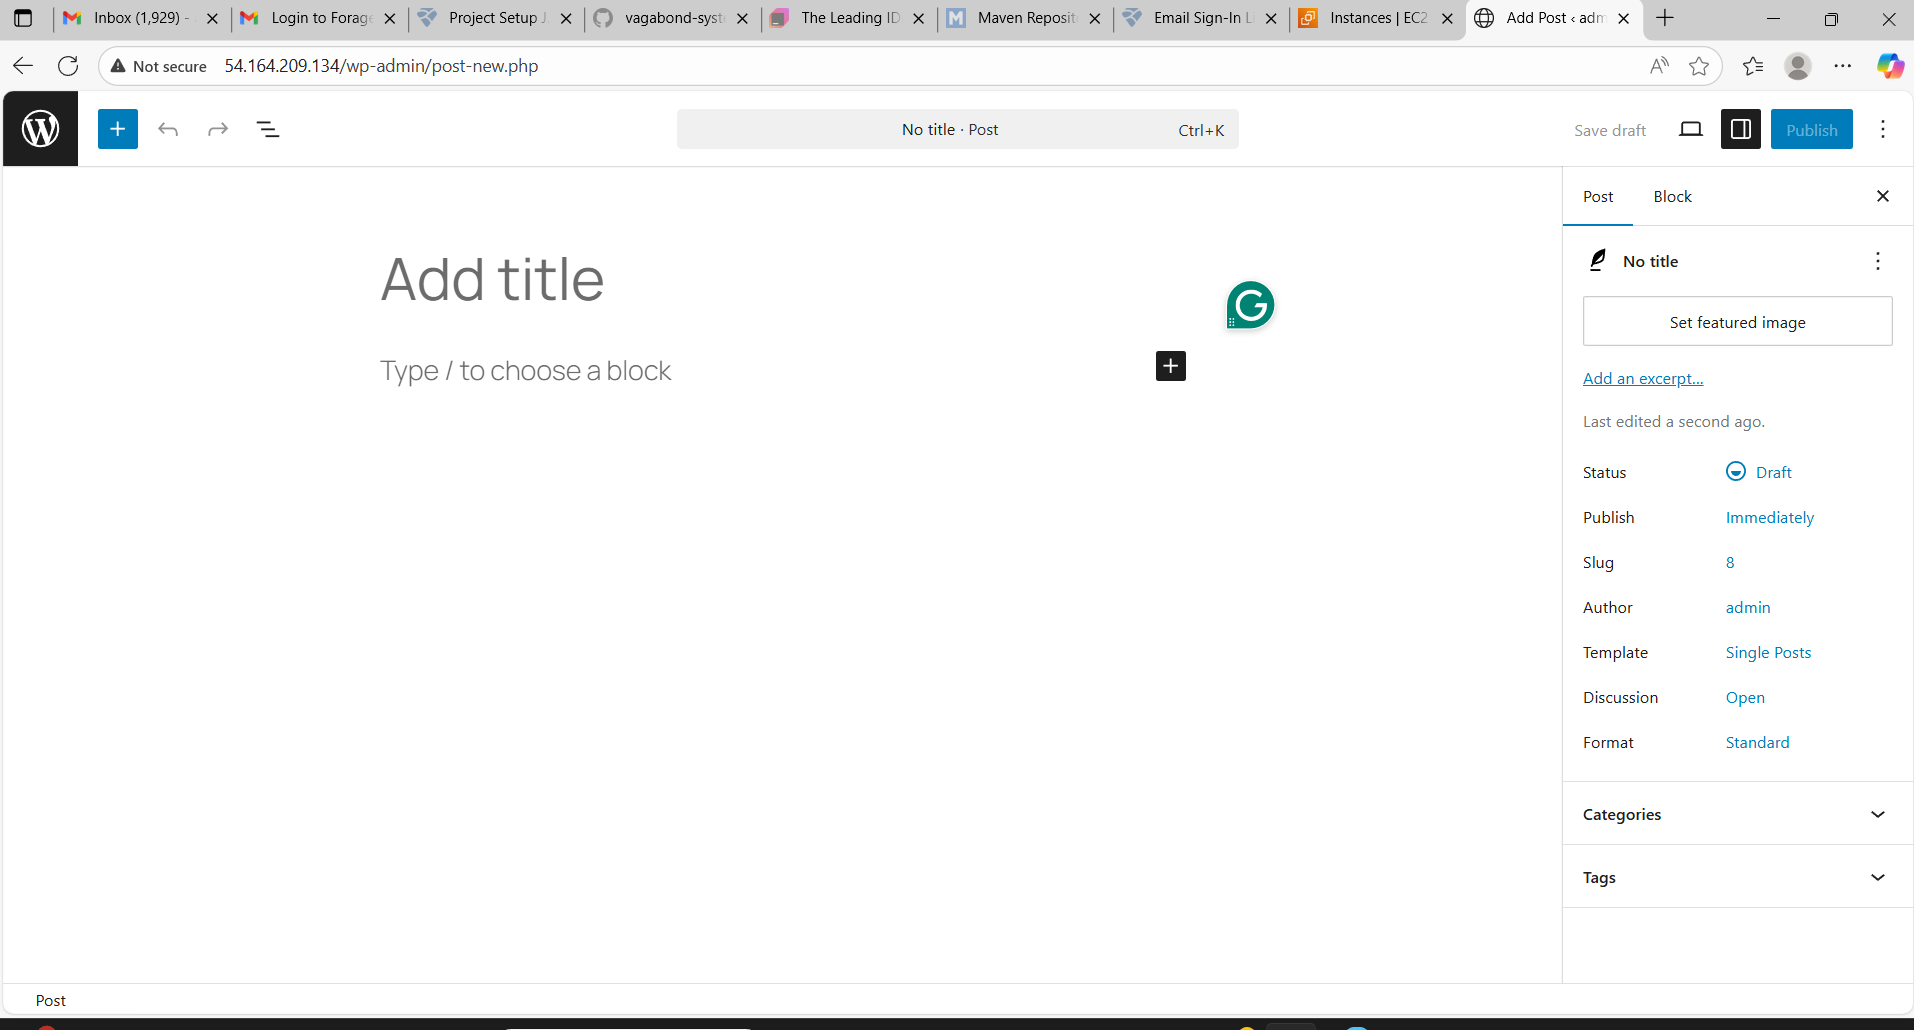 Inbox (1,929) -
Login to Forage
Project Setup J
vagabond-syst
The Leading ID
Maven Reposit
Email Sign-In L
Instances | EC2
Add Post ‹ adm
Not secure 54.164.209.134/wp-admin/post-new.php
No title · Post Ctrl+K
Save draft
Publish
Post Block
Add title
No title
Set featured image
Type / to choose a block
Add an excerpt...
Last edited a second ago.
Status Draft
Publish Immediately
Slug 8
Author admin
Template Single Posts
Discussion Open
Format Standard
Categories
Tags
Post